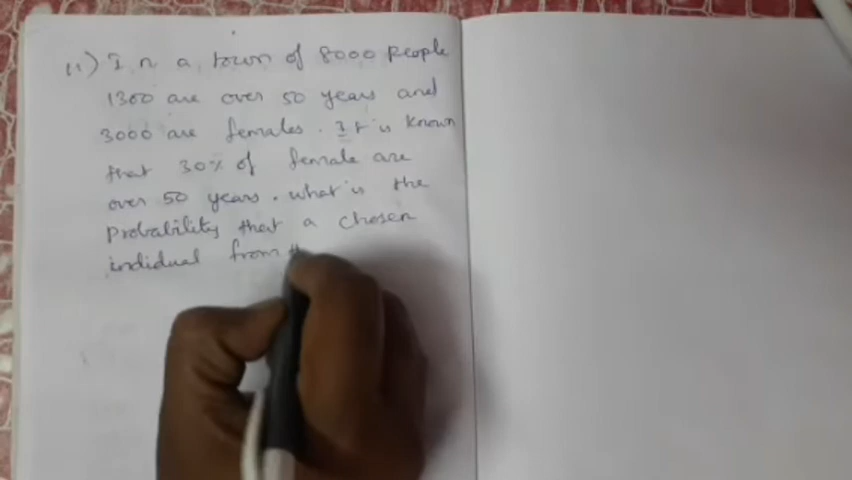 11) In a town of 8000 people
1300 are over 50 years and
3000 are females. It is known
that 30% of female are
over 50 years. what is the
probability that a chosen
indidual from